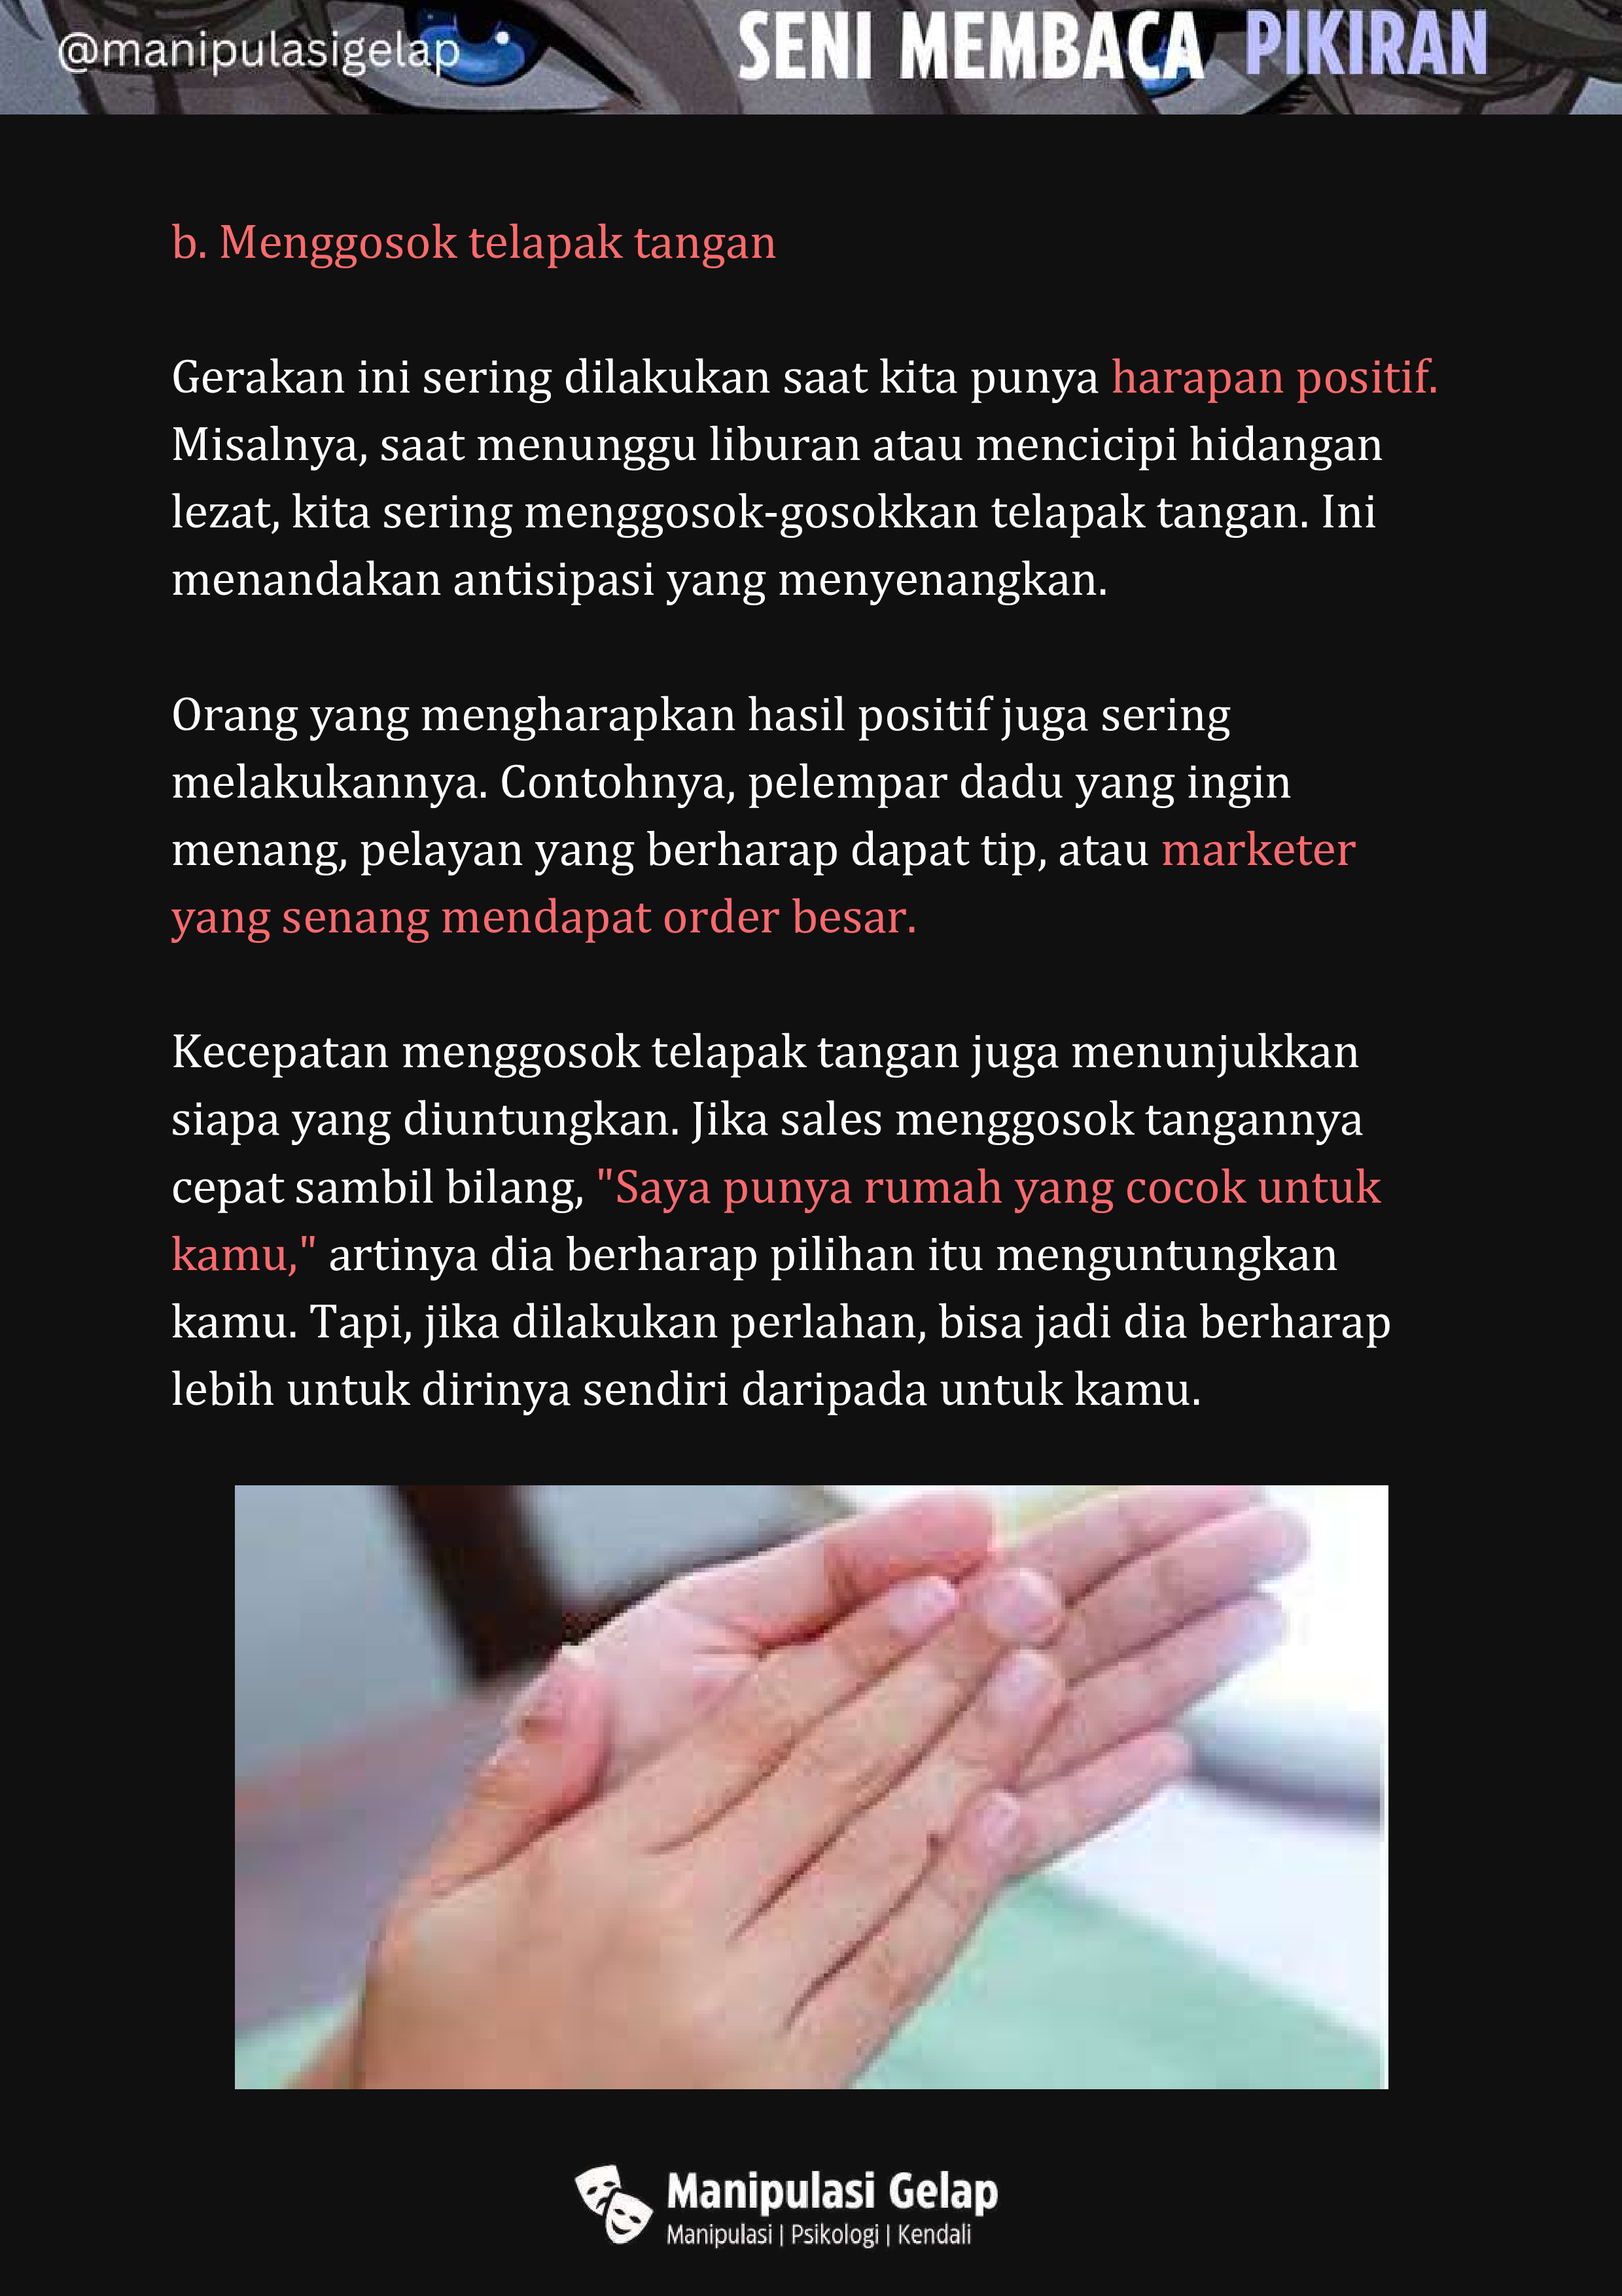 @manipulasigelap
SENI MEMBACA PIKIRAN
b. Menggosok telapak tangan
Gerakan ini sering dilakukan saat kita punya harapan positif.
Misalnya, saat menunggu liburan atau mencicipi hidangan
lezat, kita sering menggosok-gosokkan telapak tangan. Ini
menandakan antisipasi yang menyenangkan.
Orang yang mengharapkan hasil positif juga sering
melakukannya. Contohnya, pelempar dadu yang ingin
menang, pelayan yang berharap dapat tip, atau marketer
yang senang mendapat order besar.
Kecepatan menggosok telapak tangan juga menunjukkan
siapa yang diuntungkan. Jika sales menggosok tangannya
cepat sambil bilang, "Saya punya rumah yang cocok untuk
kamu," artinya dia berharap pilihan itu menguntungkan
kamu. Tapi, jika dilakukan perlahan, bisa jadi dia berharap
lebih untuk dirinya sendiri daripada untuk kamu.
Manipulasi Gelap
Manipulasi | Psikologi | Kendali